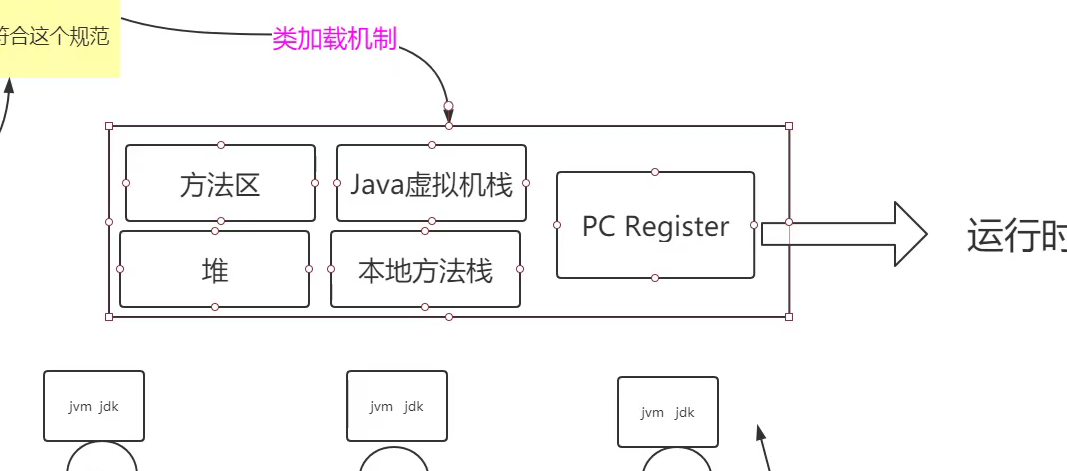 符合这个规范
类加载机制
方法区
Java虚拟机栈
PC Register
堆
本地方法栈
运行时
jvm jdk
jvm jdk
jvm jdk